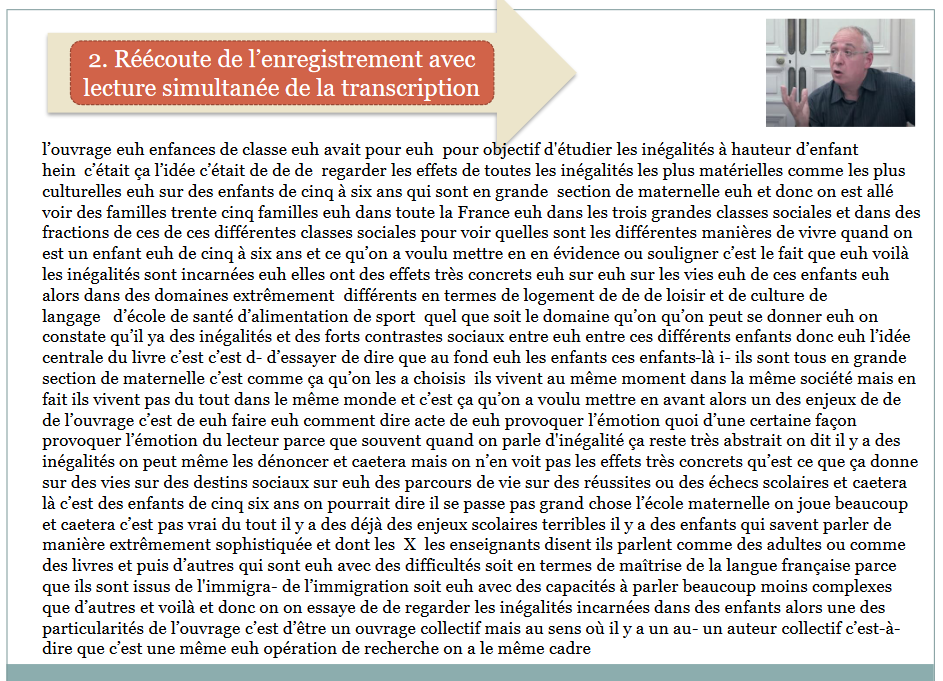 2. Réécoute de l’enregistrement avec
lecture simultanée de la transcription
l’ouvrage euh enfances de classe euh avait pour euh  pour objectif d'étudier les inégalités à hauteur d’enfant
hein  c’était ça l’idée c’était de de de  regarder les effets de toutes les inégalités les plus matérielles comme les plus
culturelles euh sur des enfants de cinq à six ans qui sont en grande  section de maternelle euh et donc on est allé
voir des familles trente cinq familles euh dans toute la France euh dans les trois grandes classes sociales et dans des
fractions de ces de ces différentes classes sociales pour voir quelles sont les différentes manières de vivre quand on
est un enfant euh de cinq à six ans et ce qu’on a voulu mettre en en évidence ou souligner c’est le fait que euh voilà
les inégalités sont incarnées euh elles ont des effets très concrets euh sur euh sur les vies euh de ces enfants euh
alors dans des domaines extrêmement  différents en termes de logement de de de loisir et de culture de
langage   d’école de santé d’alimentation de sport  quel que soit le domaine qu’on qu’on peut se donner euh on
constate qu’il ya des inégalités et des forts contrastes sociaux entre euh entre ces différents enfants donc euh l’idée
centrale du livre c’est c’est d- d’essayer de dire que au fond euh les enfants ces enfants-là i- ils sont tous en grande
section de maternelle c’est comme ça qu’on les a choisis  ils vivent au même moment dans la même société mais en
fait ils vivent pas du tout dans le même monde et c’est ça qu’on a voulu mettre en avant alors un des enjeux de de
de l’ouvrage c’est de euh faire euh comment dire acte de euh provoquer l’émotion quoi d’une certaine façon
provoquer l’émotion du lecteur parce que souvent quand on parle d'inégalité ça reste très abstrait on dit il y a des
inégalités on peut même les dénoncer et caetera mais on n’en voit pas les effets très concrets qu’est ce que ça donne
sur des vies sur des destins sociaux sur euh des parcours de vie sur des réussites ou des échecs scolaires et caetera
là c’est des enfants de cinq six ans on pourrait dire il se passe pas grand chose l’école maternelle on joue beaucoup
et caetera c’est pas vrai du tout il y a des déjà des enjeux scolaires terribles il y a des enfants qui savent parler de
manière extrêmement sophistiquée et dont les  X  les enseignants disent ils parlent comme des adultes ou comme
des livres et puis d’autres qui sont euh avec des difficultés soit en termes de maîtrise de la langue française parce
que ils sont issus de l'immigra- de l’immigration soit euh avec des capacités à parler beaucoup moins complexes
que d’autres et voilà et donc on on essaye de de regarder les inégalités incarnées dans des enfants alors une des
particularités de l’ouvrage c’est d’être un ouvrage collectif mais au sens où il y a un au- un auteur collectif c’est-à-
dire que c’est une même euh opération de recherche on a le même cadre